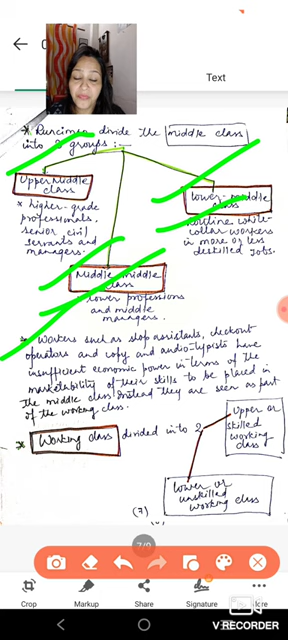 Text
* Runciman divide the middle class
into 3 groups:—
Upper Middle
class
Lower-middle
class
* higher-grade
professionals,
senior civil
servants and
managers.
Routine white-
collar workers
in more or less
deskilled jobs.
Middle middle
class
Lower professions
and middle
managers.
* Workers such as shop assistants, checkout
operators and copy and audio-typists have
insufficient economic power in terms of the
marketability of their skills to be placed in
the middle class. Instead they are seen as part
of the working class.
* Working class divided into 2
Upper or
skilled
working
class
Lower or
unskilled
working class
(7)
7/9
Crop
Markup
Share
Signature
More
V RECORDER